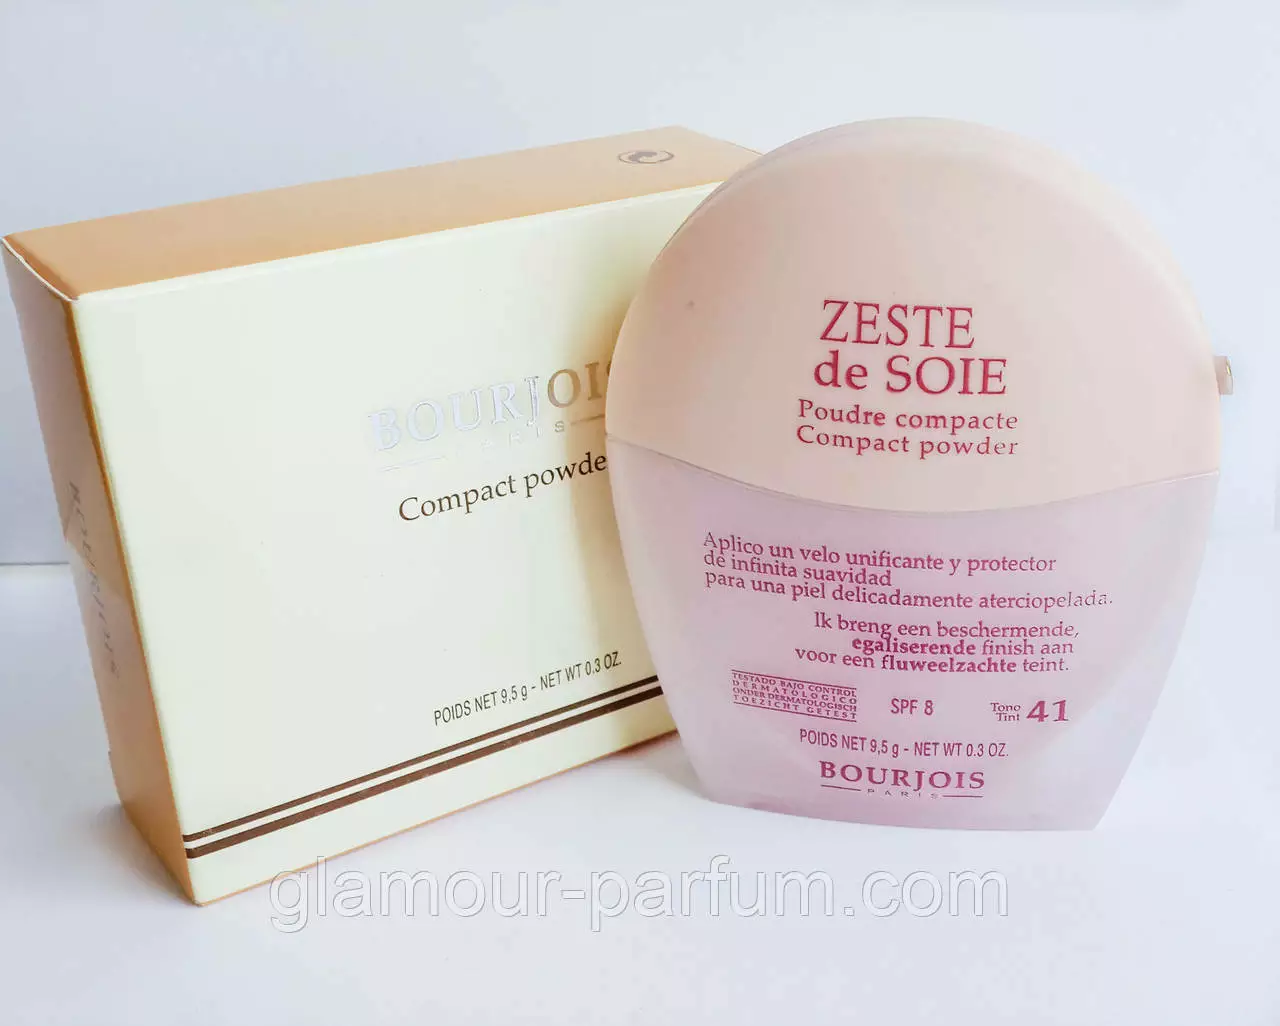 BOURJOIS
PARIS
Compact powde
POIDS NET 9,5 g - NET WT 0.3 OZ.
BOURJOIS
ZESTE
de SOIE
Poudre compacte
Compact powder
Aplico un velo unificante y protector
de infinita suavidad
para una piel delicadamente aterciopelada.
Ik breng een beschermende,
egaliserende finish aan
voor een fluweelzachte teint.
TESTADO BAJO CONTROL
DERMATOLOGICO
ONDER DERMATOLOGISCH
TOEZICHT GETEST
SPF 8
Tono
Tint 41
POIDS NET 9,5 g - NET WT 0.3 OZ.
BOURJOIS
PARIS
glamour-parfum.com